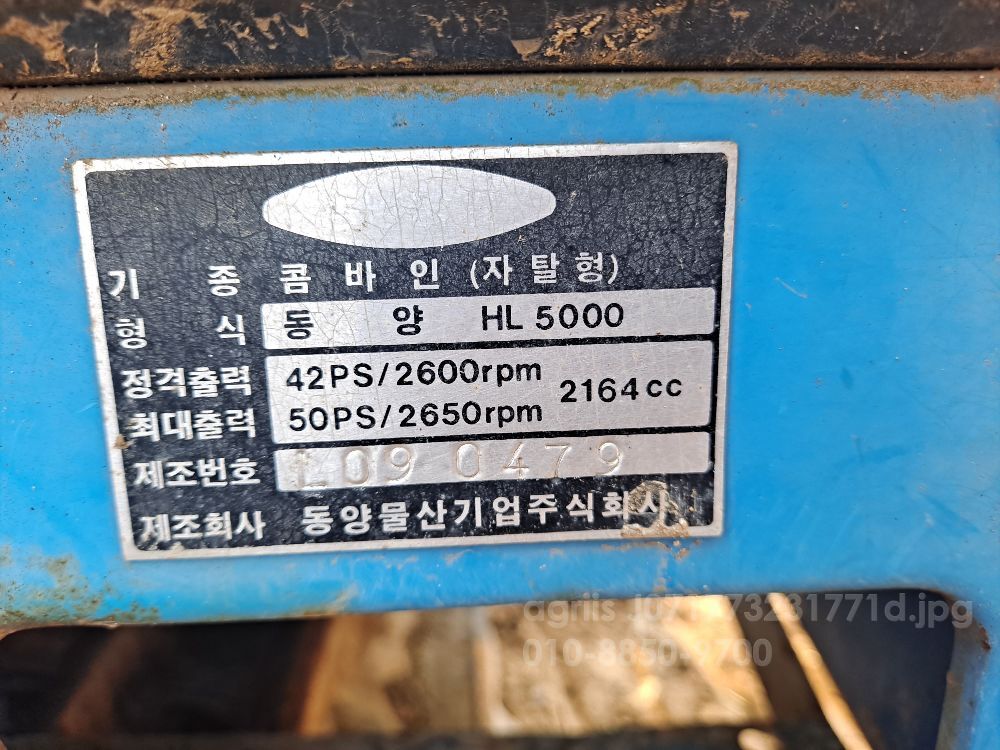 기 종 콤 바 인 (자 탈 형)
형 식 동 양 HL 5000
정격출력 42PS/2600rpm 2164cc
최대출력 50PS/2650rpm
제조번호 L09 0479
제조회사 동양물산기업주식회사
010-8850-9700